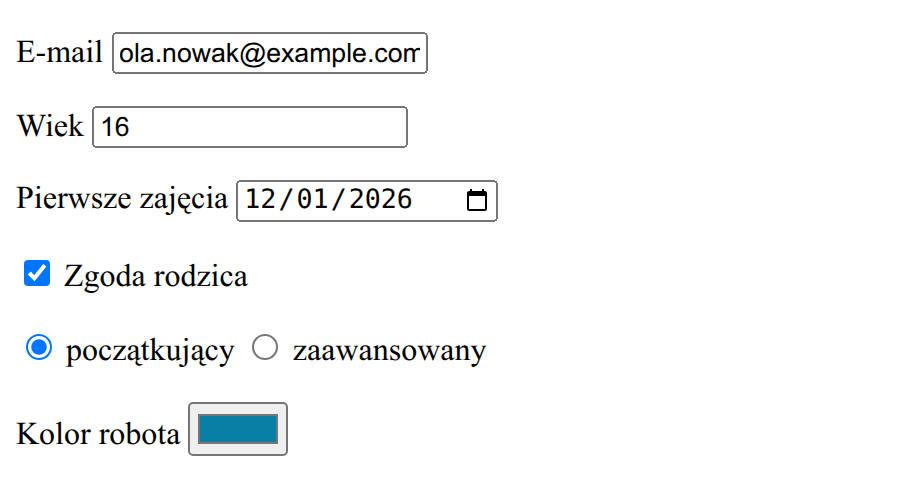 E-mail ola.nowak@example.com
Wiek 16
Pierwsze zajęcia 12/01/2026
Zgoda rodzica
początkujący zaawansowany
Kolor robota